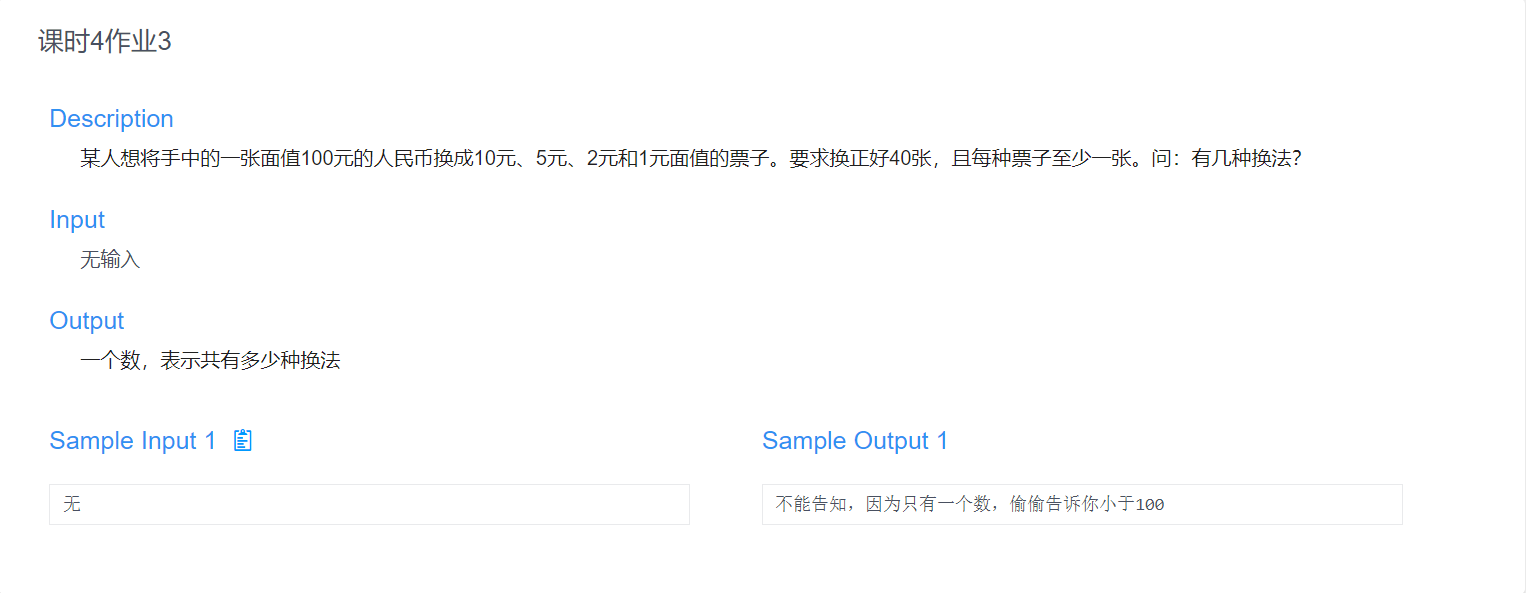 课时4作业3
Description
某人想将手中的一张面值100元的人民币换成10元、5元、2元和1元面值的票子。要求换正好40张，且每种票子至少一张。问：有几种换法？
Input
无输入
Output
一个数，表示共有多少种换法
Sample Input 1
Sample Output 1
无
不能告知，因为只有一个数，偷偷告诉你小于100